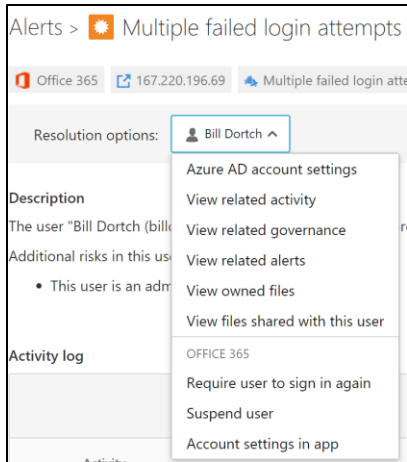 Alerts > Multiple failed login attempts
Office 365 167.220.196.69 Multiple failed login atte
Resolution options: Bill Dortch
Azure AD account settings
View related activity
View related governance
View related alerts
View owned files
View files shared with this user
OFFICE 365
Require user to sign in again
Suspend user
Account settings in app
Description
The user "Bill Dortch (billd
Additional risks in this us
• This user is an adm
Activity log